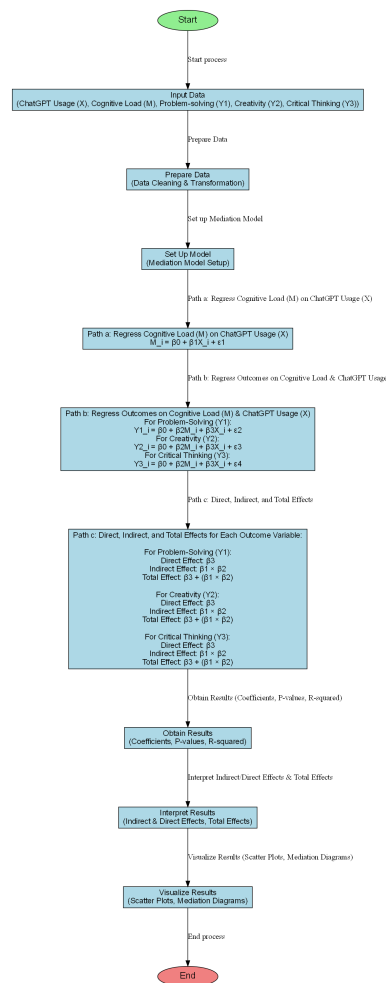 Start
Start process
Input Data
(ChatGPT Usage (X), Cognitive Load (M), Problem-solving (Y1), Creativity (Y2), Critical Thinking (Y3))
Prepare Data
Prepare Data
(Data Cleaning & Transformation)
Set up Mediation Model
Set Up Model
(Mediation Model Setup)
Path a: Regress Cognitive Load (M) on ChatGPT Usage (X)
Path a: Regress Cognitive Load (M) on ChatGPT Usage (X)
M_i = β0 + β1X_i + ε1
Path b: Regress Outcomes on Cognitive Load & ChatGPT Usage
Path b: Regress Outcomes on Cognitive Load (M) & ChatGPT Usage (X)
For Problem-Solving (Y1):
Y1_i = β0 + β2M_i + β3X_i + ε2
For Creativity (Y2):
Y2_i = β0 + β2M_i + β3X_i + ε3
For Critical Thinking (Y3):
Y3_i = β0 + β2M_i + β3X_i + ε4
Path c: Direct, Indirect, and Total Effects
Path c: Direct, Indirect, and Total Effects for Each Outcome Variable:
For Problem-Solving (Y1):
Direct Effect: β3
Indirect Effect: β1 × β2
Total Effect: β3 + (β1 × β2)
For Creativity (Y2):
Direct Effect: β3
Indirect Effect: β1 × β2
Total Effect: β3 + (β1 × β2)
For Critical Thinking (Y3):
Direct Effect: β3
Indirect Effect: β1 × β2
Total Effect: β3 + (β1 × β2)
Obtain Results (Coefficients, P-values, R-squared)
Obtain Results
(Coefficients, P-values, R-squared)
Interpret Indirect/Direct Effects & Total Effects
Interpret Results
(Indirect & Direct Effects, Total Effects)
Visualize Results (Scatter Plots, Mediation Diagrams)
Visualize Results
(Scatter Plots, Mediation Diagrams)
End process
End